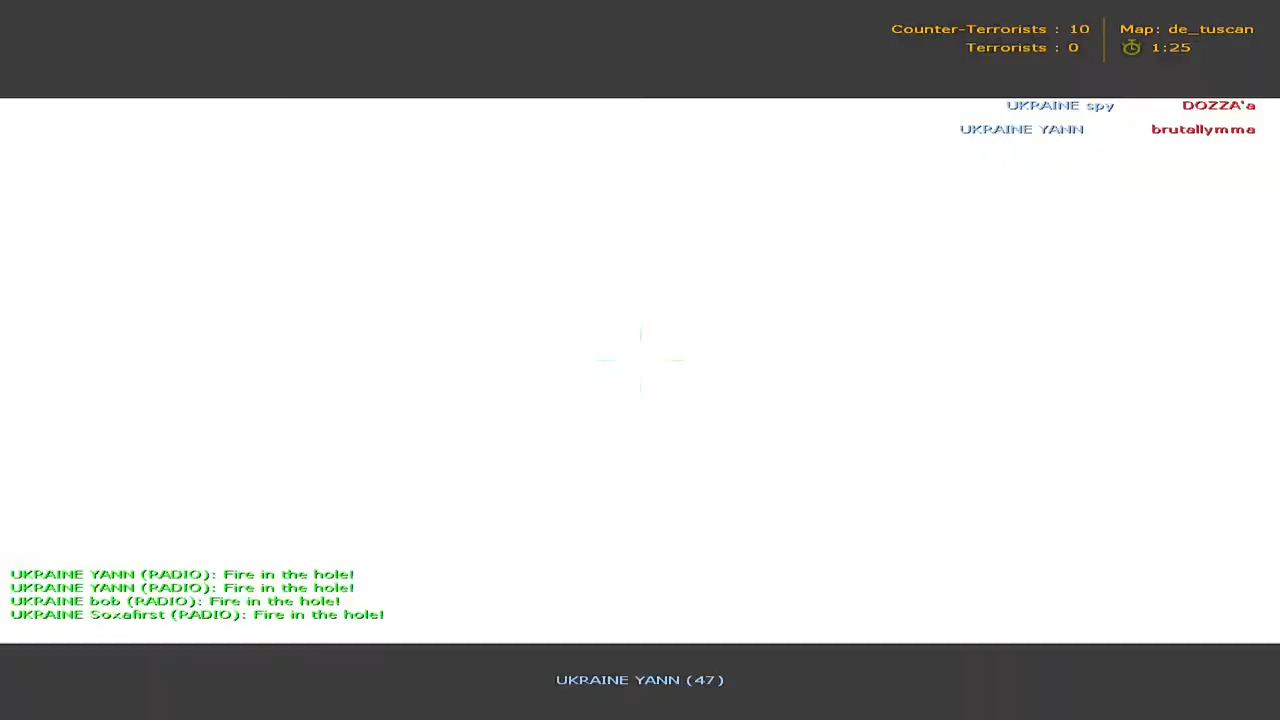 Counter-Terrorists : 10
Terrorists : 0
Map: de_tuscan
1:25
UKRAINE spy DOZZA'a
UKRAINE YANN brutallymma
UKRAINE YANN (RADIO): Fire in the hole!
UKRAINE YANN (RADIO): Fire in the hole!
UKRAINE bob (RADIO): Fire in the hole!
UKRAINE Soxafirst (RADIO): Fire in the hole!
UKRAINE YANN (47)